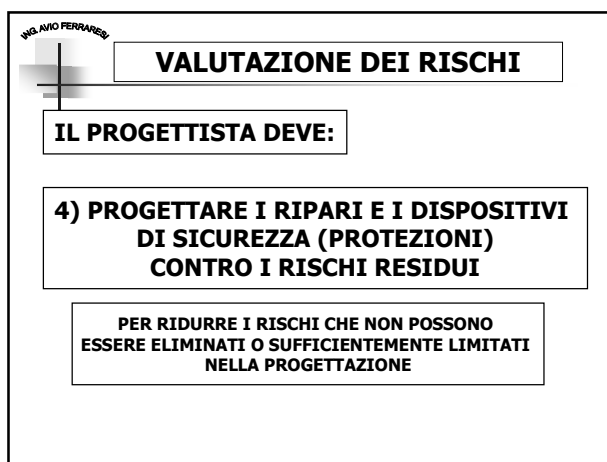 ING. AVIO FERRARESI
VALUTAZIONE DEI RISCHI
IL PROGETTISTA DEVE:
4) PROGETTARE I RIPARI E I DISPOSITIVI
DI SICUREZZA (PROTEZIONI)
CONTRO I RISCHI RESIDUI
PER RIDURRE I RISCHI CHE NON POSSONO
ESSERE ELIMINATI O SUFFICIENTEMENTE LIMITATI
NELLA PROGETTAZIONE